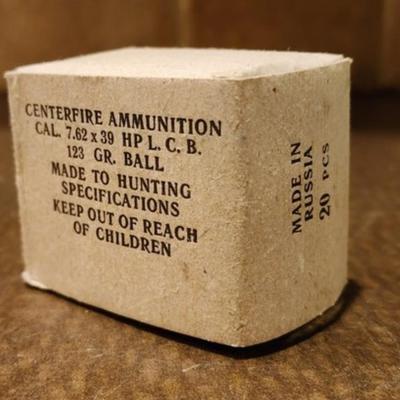 CENTERFIRE AMMUNITION
CAL. 7.62 x 39 HP L. C. B.
123 GR. BALL
MADE TO HUNTING
SPECIFICATIONS
KEEP OUT OF REACH
OF CHILDREN
MADE IN
RUSSIA
20 PCS